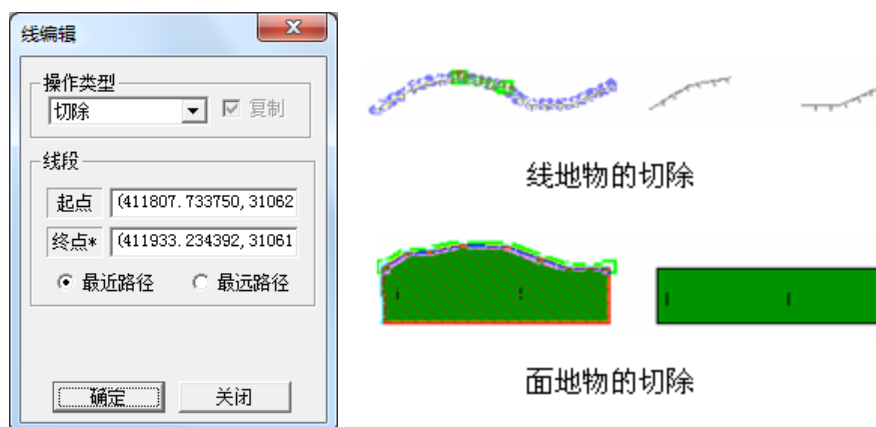 线编辑
操作类型
切除
复制
线段
起点 (411807.733750, 31062
终点* (411933.234392, 31061
最近路径 最远路径
确定 关闭
线地物的切除
面地物的切除